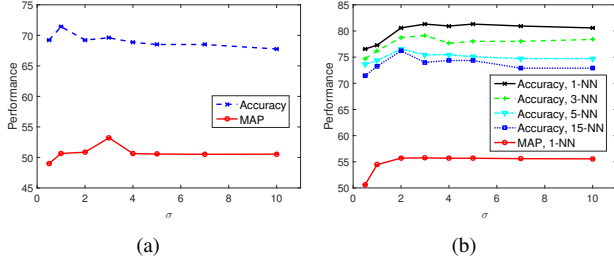 75
70
65
60
55
50
45
Performance
0
2
4
6
8
10
σ
Accuracy
MAP
(a)
85
80
75
70
65
60
55
50
Performance
0
2
4
6
8
10
σ
Accuracy, 1-NN
Accuracy, 3-NN
Accuracy, 5-NN
Accuracy, 15-NN
MAP, 1-NN
(b)